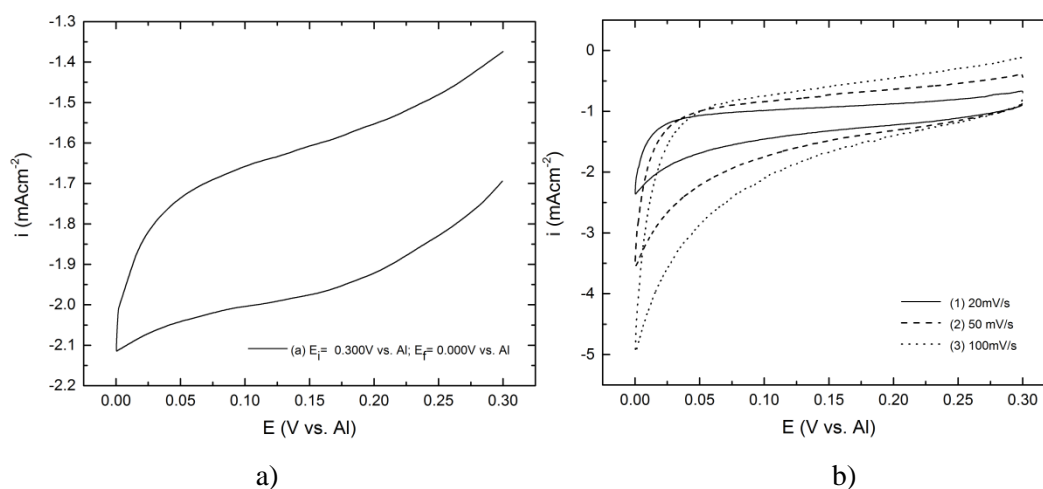 a)
-1.3
-1.4
-1.5
-1.6
-1.7
-1.8
-1.9
-2.0
-2.1
-2.2
i (mAcm-2)
(a) Ei= 0.300V vs. Al; Ef= 0.000V vs. Al
0.00 0.05 0.10 0.15 0.20 0.25 0.30
E (V vs. Al)
a)
b)
0
-1
-2
-3
-4
-5
i (mAcm-2)
(1) 20mV/s
(2) 50 mV/s
(3) 100mV/s
0.00 0.05 0.10 0.15 0.20 0.25 0.30
E (V vs. Al)
b)